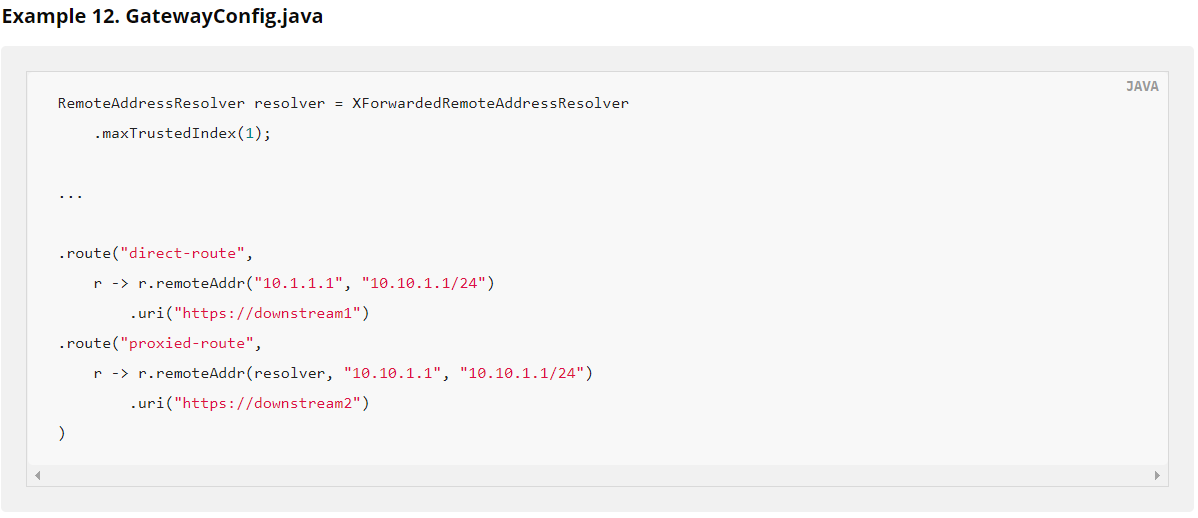 Example 12. GatewayConfig.java
JAVA
RemoteAddressResolver resolver = XForwardedRemoteAddressResolver
    .maxTrustedIndex(1);
...
.route("direct-route",
    r -> r.remoteAddr("10.1.1.1", "10.10.1.1/24")
        .uri("https://downstream1")
.route("proxied-route",
    r -> r.remoteAddr(resolver, "10.10.1.1", "10.10.1.1/24")
        .uri("https://downstream2")
)